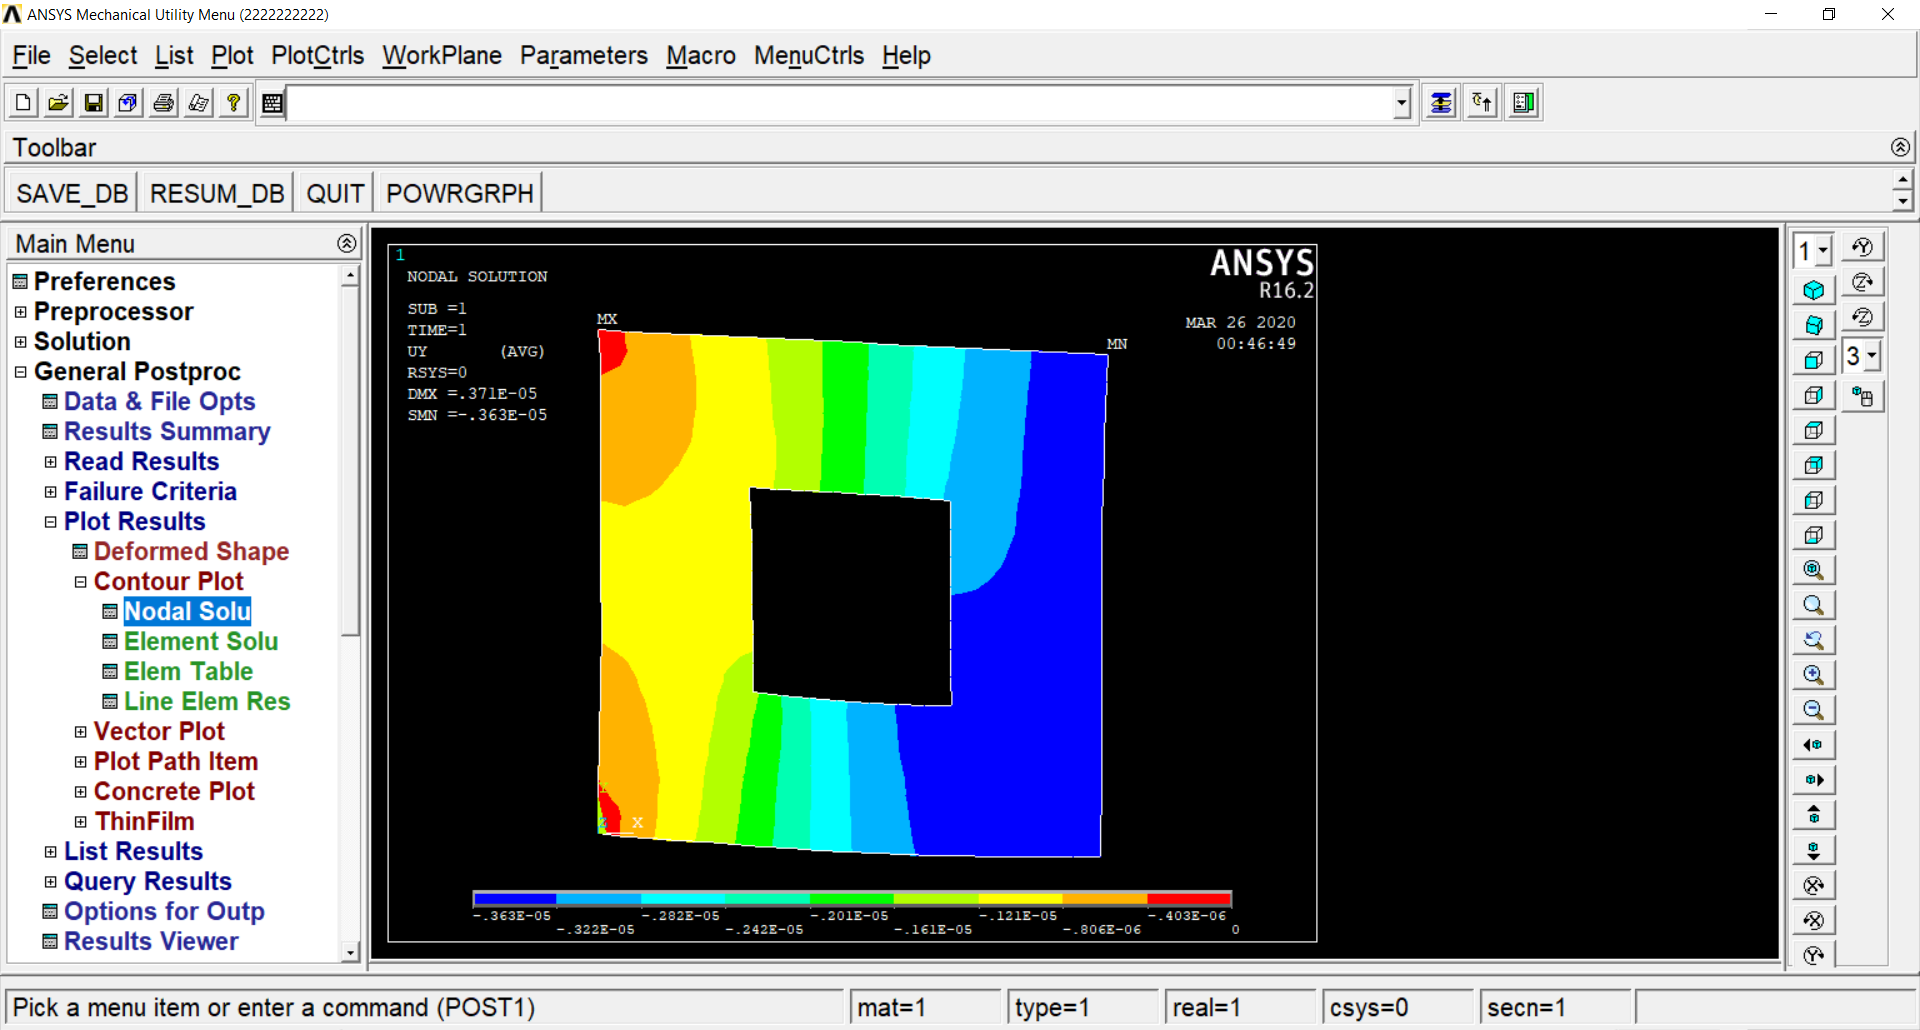 ANSYS Mechanical Utility Menu (2222222222)
File Select List Plot PlotCtrls WorkPlane Parameters Macro MenuCtrls Help
Toolbar
SAVE_DB RESUM_DB QUIT POWRGRPH
Main Menu
Preferences
Preprocessor
Solution
General Postproc
Data & File Opts
Results Summary
Read Results
Failure Criteria
Plot Results
Deformed Shape
Contour Plot
Nodal Solu
Element Solu
Elem Table
Line Elem Res
Vector Plot
Plot Path Item
Concrete Plot
ThinFilm
List Results
Query Results
Options for Outp
Results Viewer
1
NODAL SOLUTION
SUB =1
TIME=1
UY (AVG)
RSYS=0
DMX =.371E-05
SMN =-.363E-05
ANSYS
R16.2
MAR 26 2020
00:46:49
MX
MN
X
-.363E-05 -.282E-05 -.201E-05 -.121E-05 -.403E-06
-.322E-05 -.242E-05 -.161E-05 -.806E-06 0
1
3
Pick a menu item or enter a command (POST1) mat=1 type=1 real=1 csys=0 secn=1